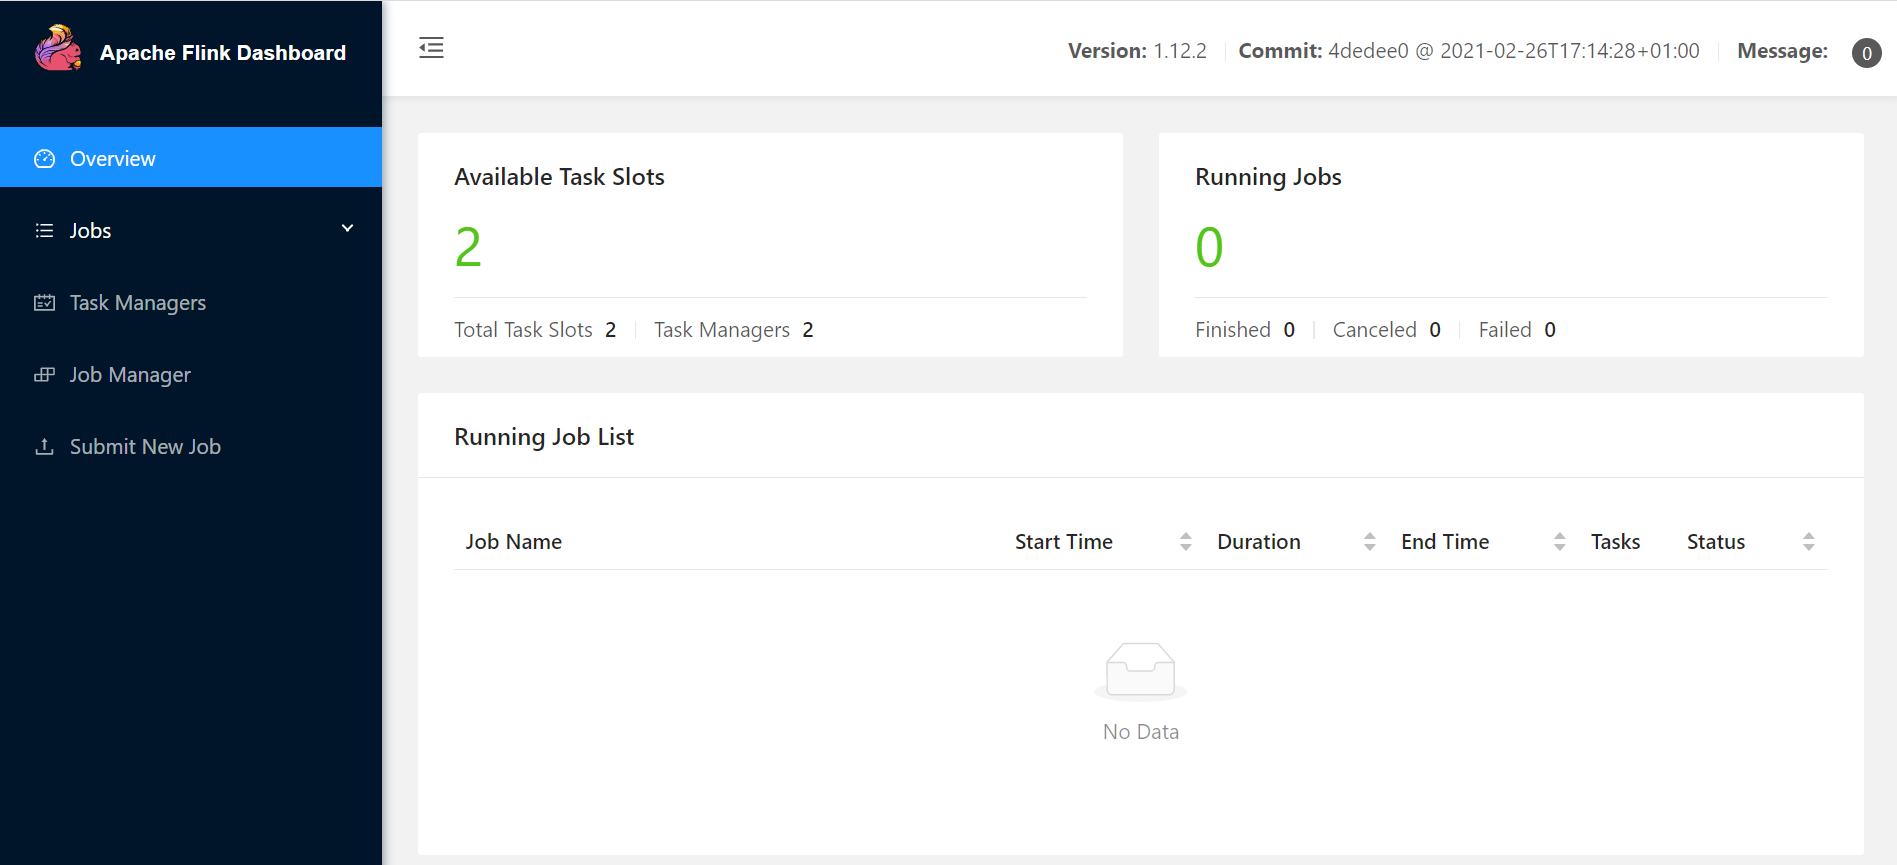 Apache Flink Dashboard
Version: 1.12.2 Commit: 4dedee0 @ 2021-02-26T17:14:28+01:00 Message: 0
Overview
Jobs
Task Managers
Job Manager
Submit New Job
Available Task Slots
2
Total Task Slots 2 Task Managers 2
Running Jobs
0
Finished 0 Canceled 0 Failed 0
Running Job List
Job Name Start Time Duration End Time Tasks Status
No Data